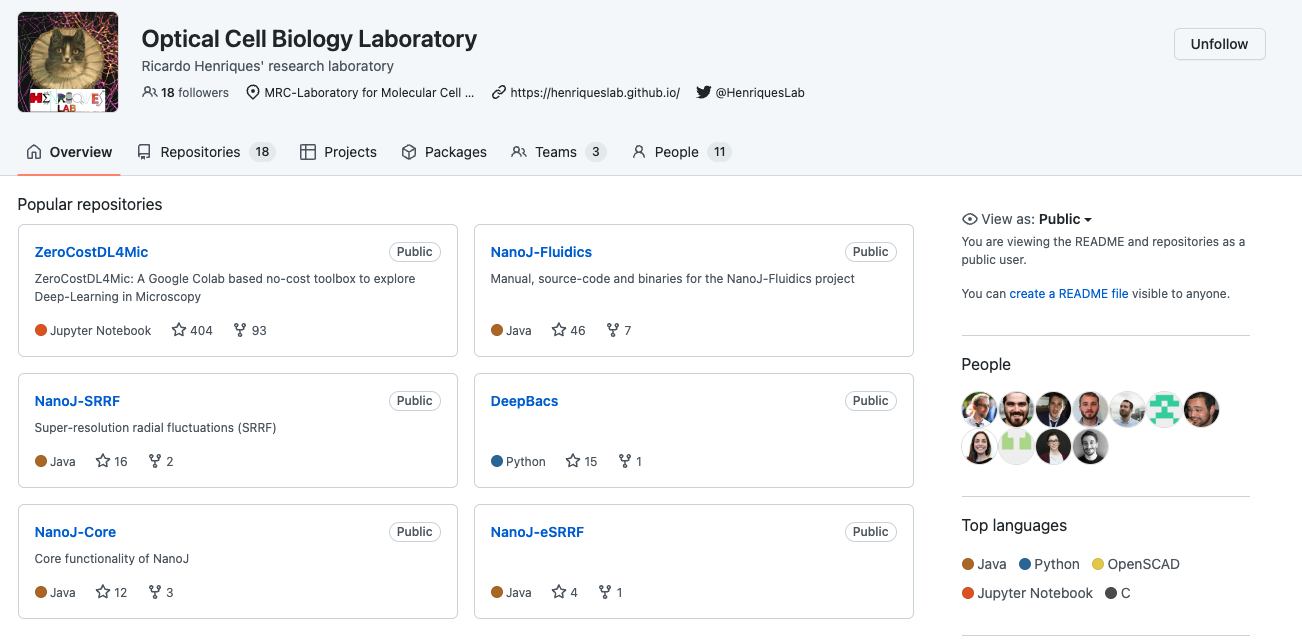 Optical Cell Biology Laboratory
Unfollow
Ricardo Henriques' research laboratory
18 followers MRC-Laboratory for Molecular Cell ... https://henriqueslab.github.io/ @HenriquesLab
LAB
Overview Repositories 18 Projects Packages Teams 3 People 11
Popular repositories
ZeroCostDL4Mic Public
ZeroCostDL4Mic: A Google Colab based no-cost toolbox to explore
Deep-Learning in Microscopy
Jupyter Notebook 404 93
NanoJ-Fluidics Public
Manual, source-code and binaries for the NanoJ-Fluidics project
Java 46 7
NanoJ-SRRF Public
Super-resolution radial fluctuations (SRRF)
Java 16 2
DeepBacs Public
Python 15 1
NanoJ-Core Public
Core functionality of NanoJ
Java 12 3
NanoJ-eSRRF Public
Java 4 1
View as: Public
You are viewing the README and repositories as a
public user.
You can create a README file visible to anyone.
People
Top languages
Java Python OpenSCAD
Jupyter Notebook C